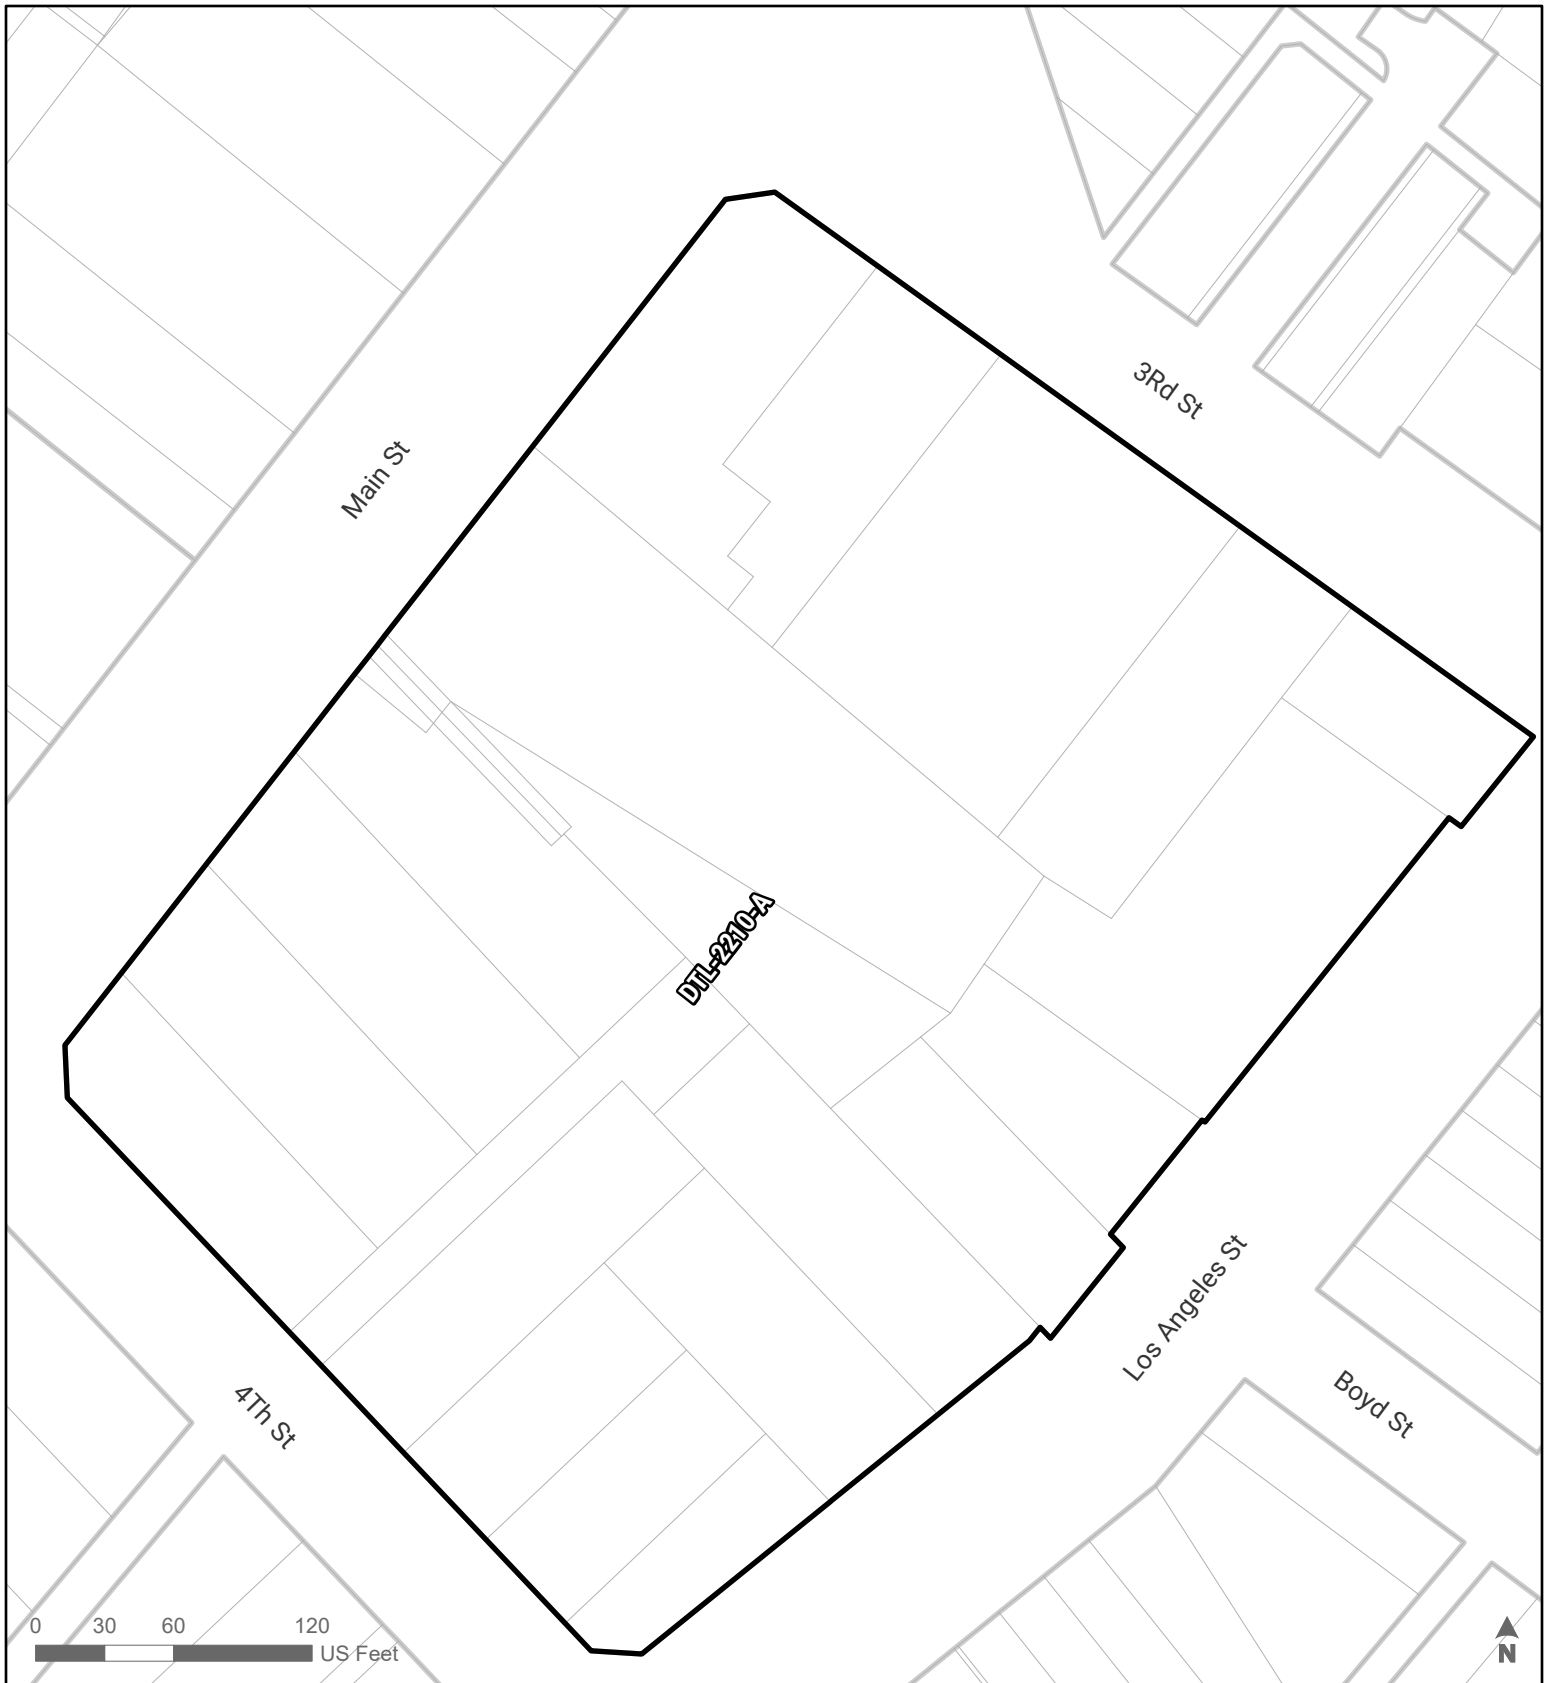 3Rd St
Main St
DTL-2210-A
Los Angeles St
Boyd St
4Th St
0 30 60 120
US Feet
N